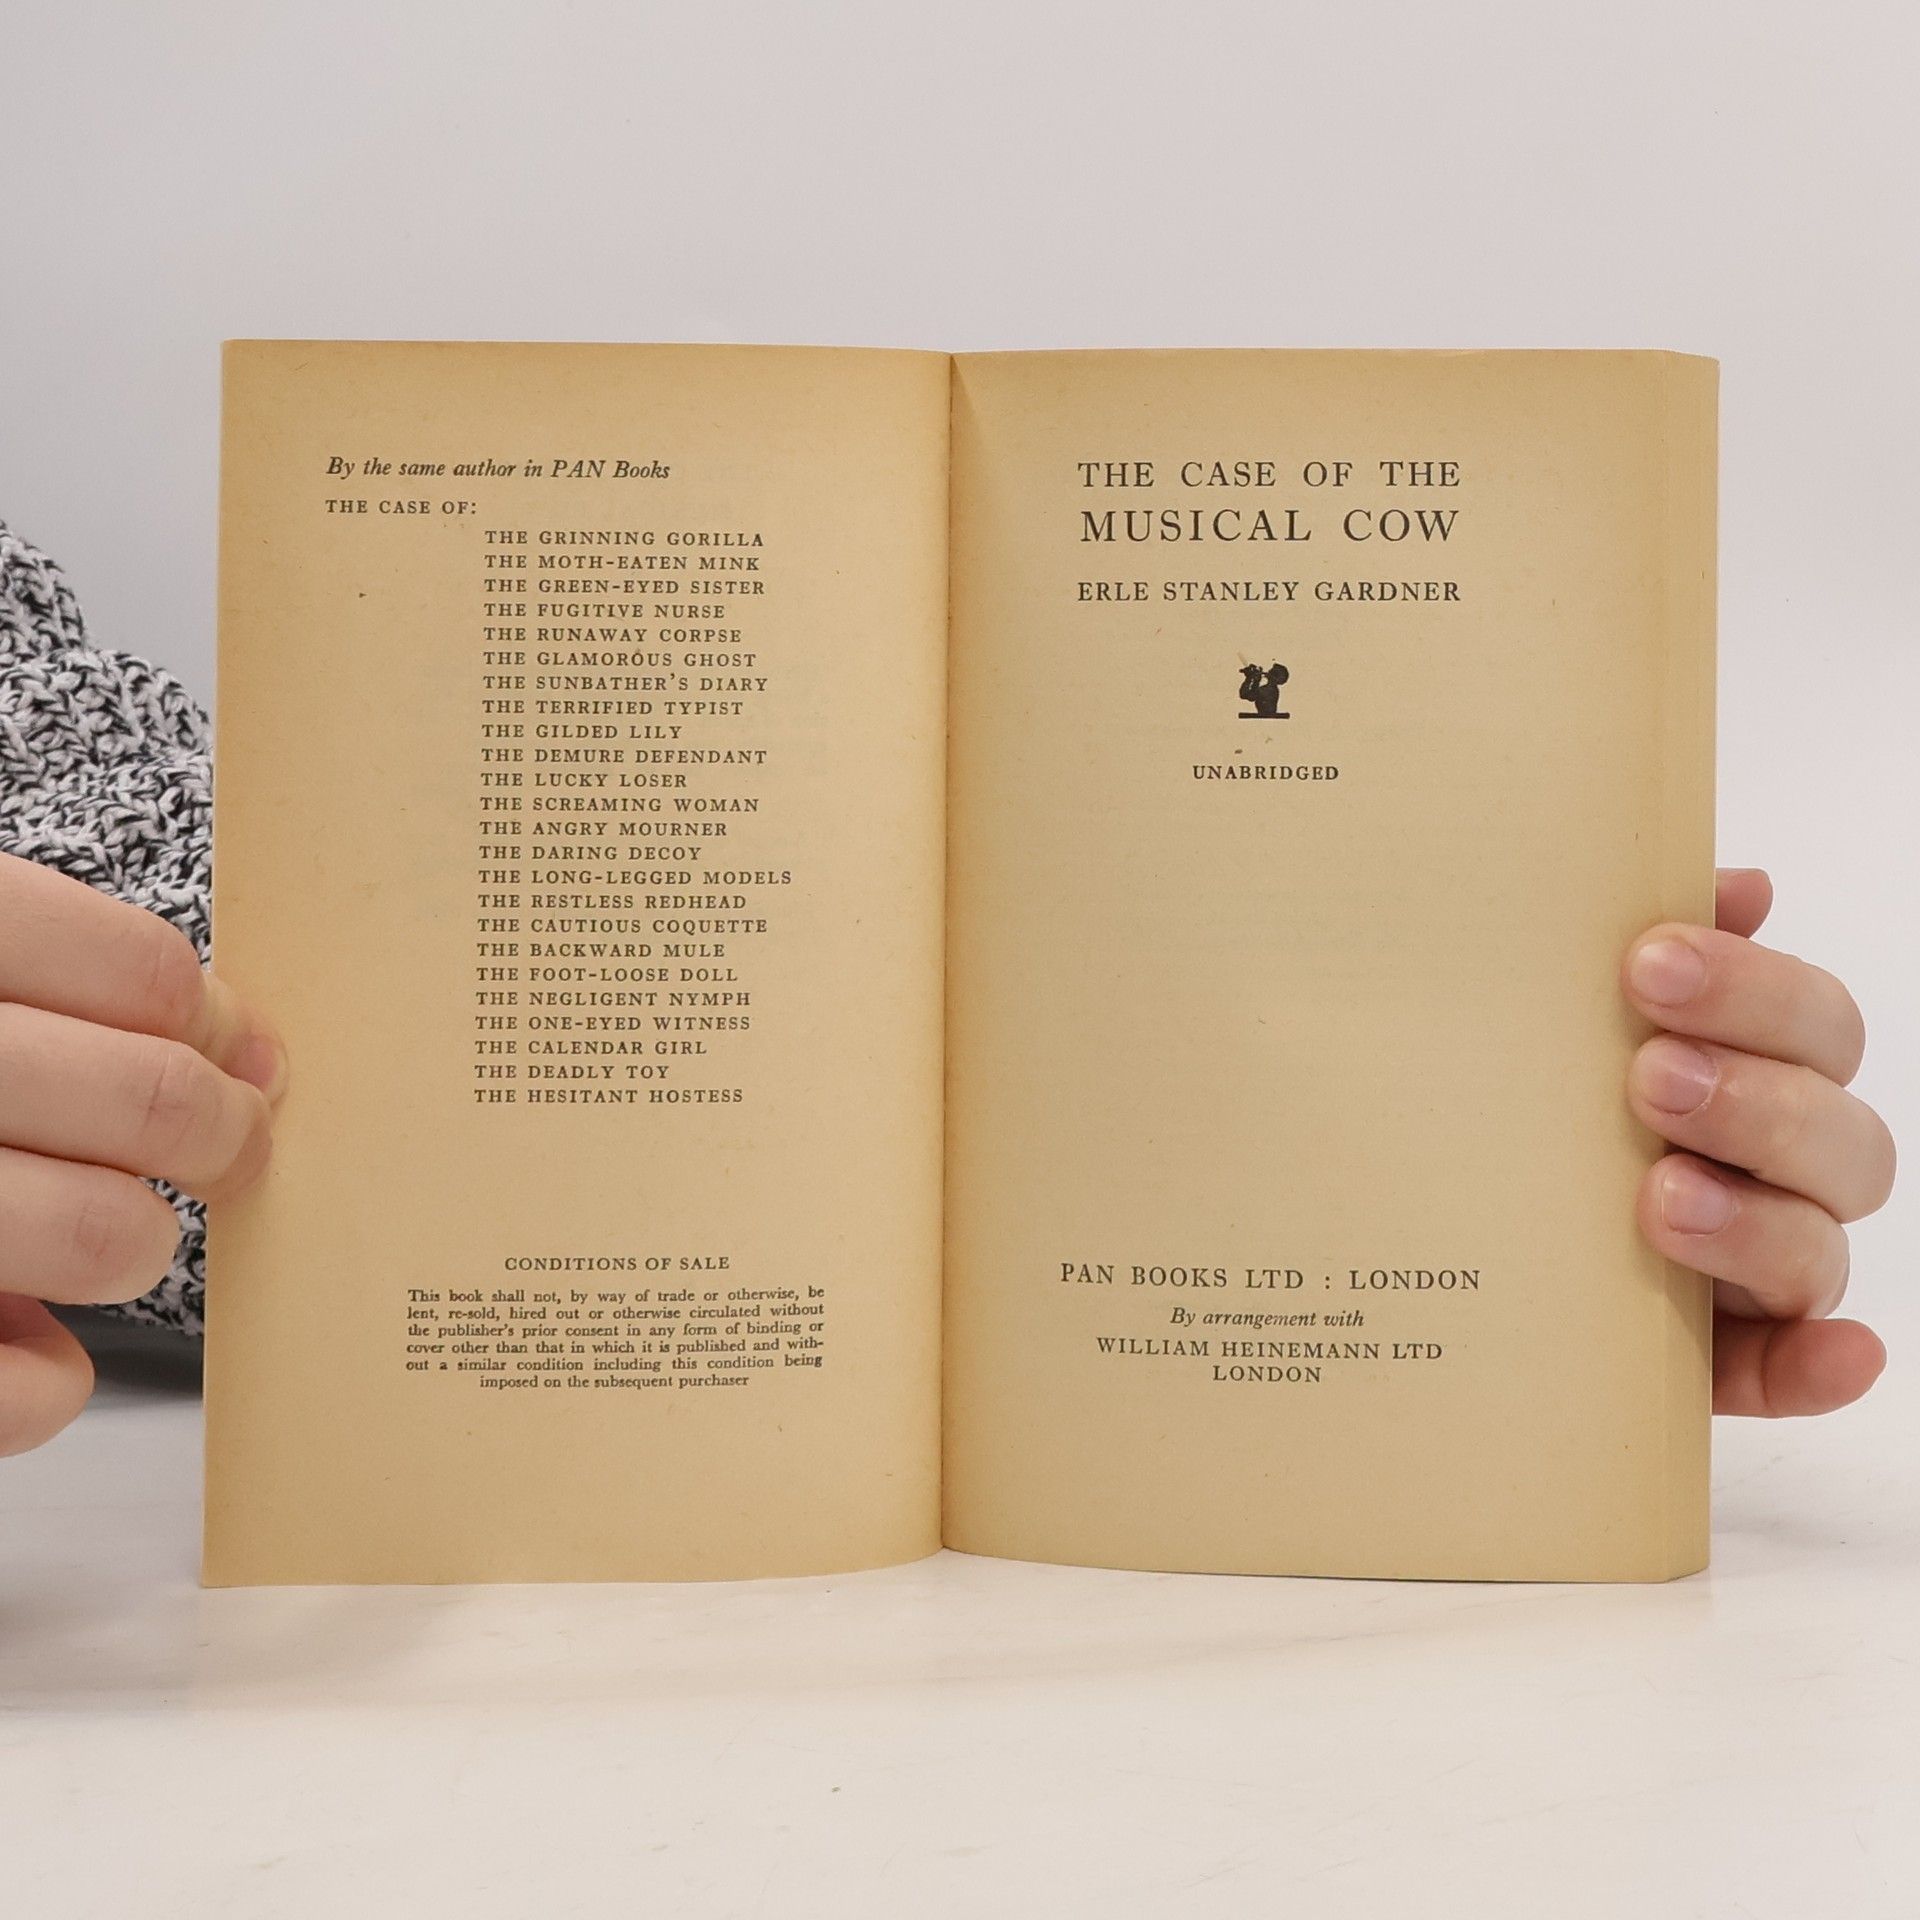 By the same author in PAN Books
THE CASE OF:
THE GRINNING GORILLA
THE MOTH-EATEN MINK
THE GREEN-EYED SISTER
THE FUGITIVE NURSE
THE RUNAWAY CORPSE
THE GLAMOROUS GHOST
THE SUNBATHER'S DIARY
THE TERRIFIED TYPIST
THE GILDED LILY
THE DEMURE DEFENDANT
THE LUCKY LOSER
THE SCREAMING WOMAN
THE ANGRY MOURNER
THE DARING DECOY
THE LONG-LEGGED MODELS
THE RESTLESS REDHEAD
THE CAUTIOUS COQUETTE
THE BACKWARD MULE
THE FOOT-LOOSE DOLL
THE NEGLIGENT NYMPH
THE ONE-EYED WITNESS
THE CALENDAR GIRL
THE DEADLY TOY
THE HESITANT HOSTESS
CONDITIONS OF SALE
This book shall not, by way of trade or otherwise, be
lent, re-sold, hired out or otherwise circulated without
the publisher's prior consent in any form of binding or
cover other than that in which it is published and with-
out a similar condition including this condition being
imposed on the subsequent purchaser
THE CASE OF THE
MUSICAL COW
ERLE STANLEY GARDNER
UNABRIDGED
PAN BOOKS LTD : LONDON
By arrangement with
WILLIAM HEINEMANN LTD
LONDON